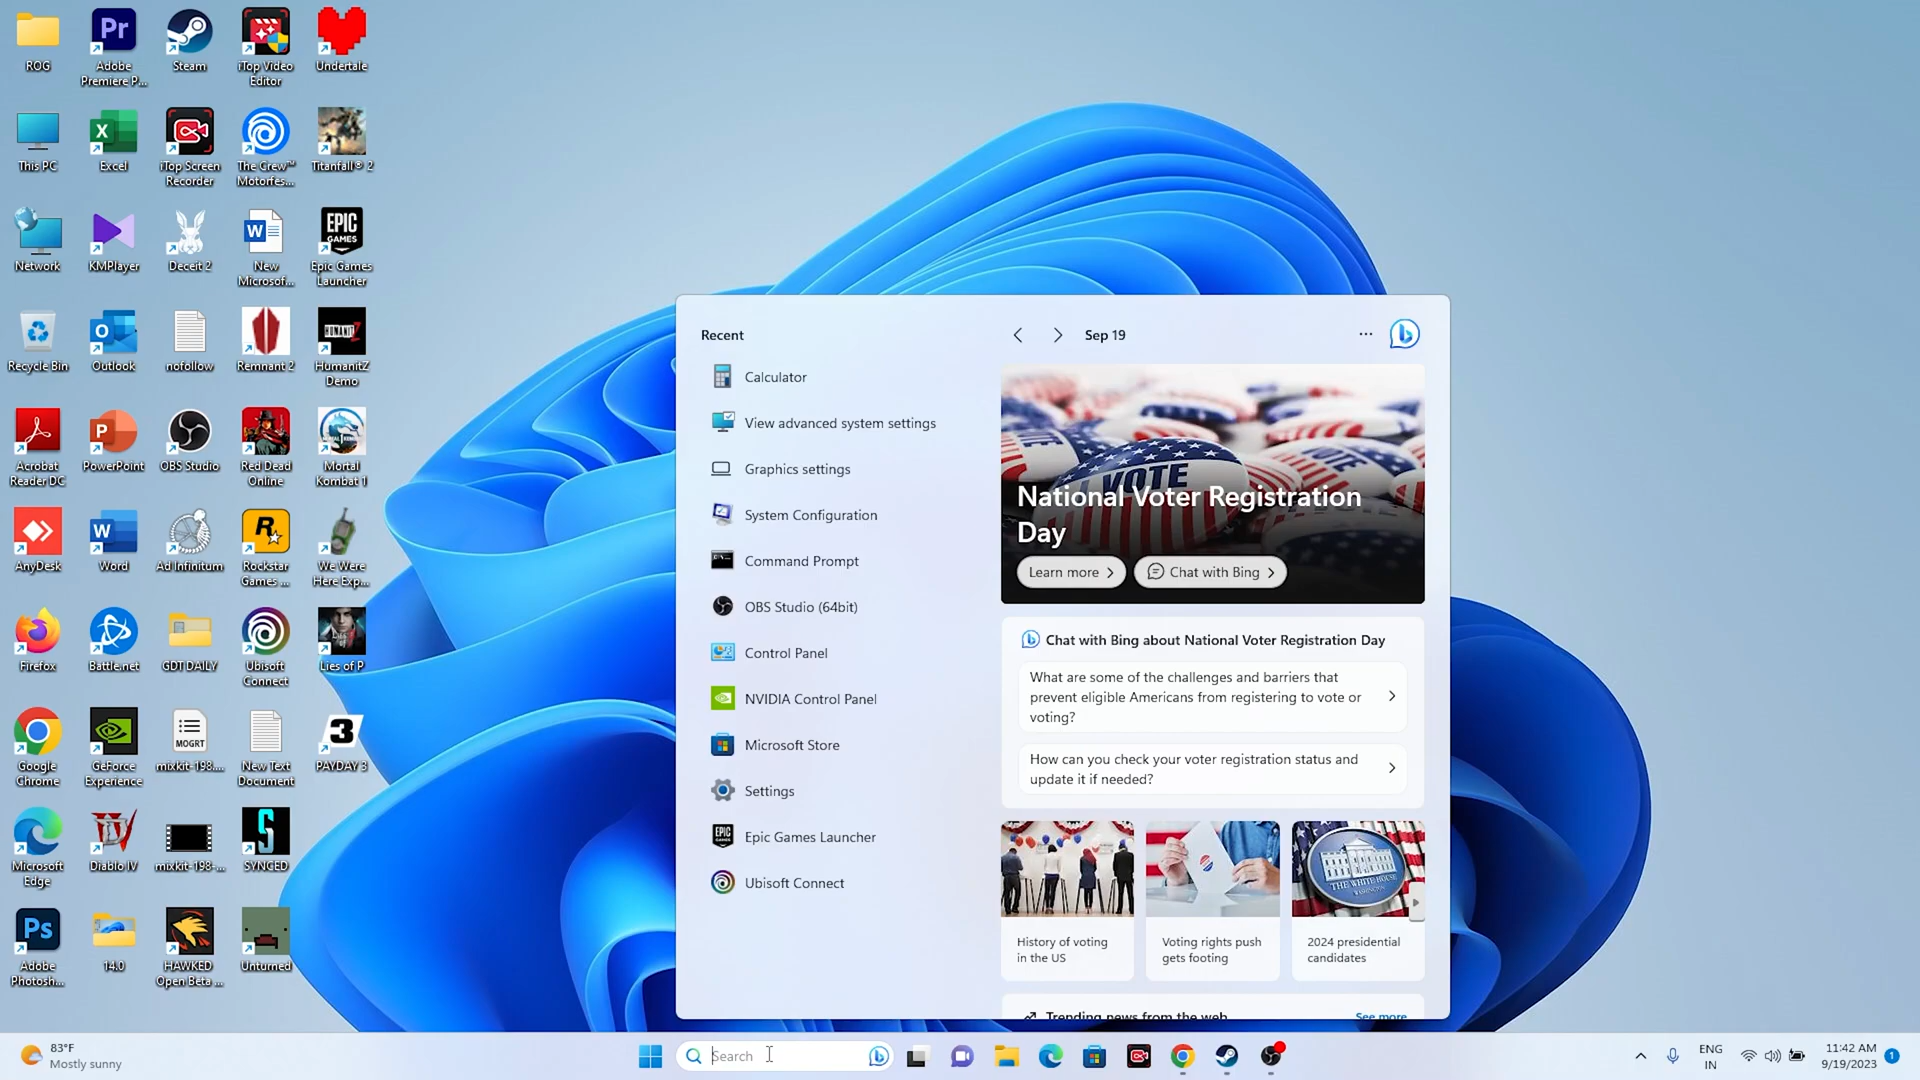 ROG
Adobe
Premiere P...
Steam
iTop Video
Editor
Undertale
This PC
Excel
iTop Screen
Recorder
The Crew™
Motorfes...
Titanfall® 2
Network
KMPlayer
Deceit 2
New
Microsof...
EPIC
GAMES
Epic Games
Launcher
Recycle Bin
Outlook
nofollow
Remnant 2
HUMANITZ
HumanitZ
Demo
Acrobat
Reader DC
PowerPoint
OBS Studio
Red Dead
Online
Mortal
Kombat 1
AnyDesk
Word
Ad Infinitum
Rockstar
Games ...
We Were
Here Exp...
Firefox
Battle.net
GDT DAILY
Ubisoft
Connect
Lies of P
Google
Chrome
GeForce
Experience
MOGRT
mixkit-198...
New Text
Document
PAYDAY 3
Microsoft
Edge
Diablo IV
mixkit-198-...
SYNCED
Adobe
Photosh...
14.0
HAWKED
Open Beta ...
Unturned
Recent
Calculator
View advanced system settings
Graphics settings
System Configuration
Command Prompt
OBS Studio (64bit)
Control Panel
NVIDIA Control Panel
Microsoft Store
Settings
Epic Games Launcher
Ubisoft Connect
Sep 19
VOTE
National Voter Registration
Day
Learn more
Chat with Bing
Chat with Bing about National Voter Registration Day
What are some of the challenges and barriers that
prevent eligible Americans from registering to vote or
voting?
How can you check your voter registration status and
update it if needed?
THE WHITE HOUSE
WASHINGTON
History of voting
in the US
Voting rights push
gets footing
2024 presidential
candidates
Trending news from the web
See more
83°F
Mostly sunny
Search
ENG
IN
11:42 AM
9/19/2023
1